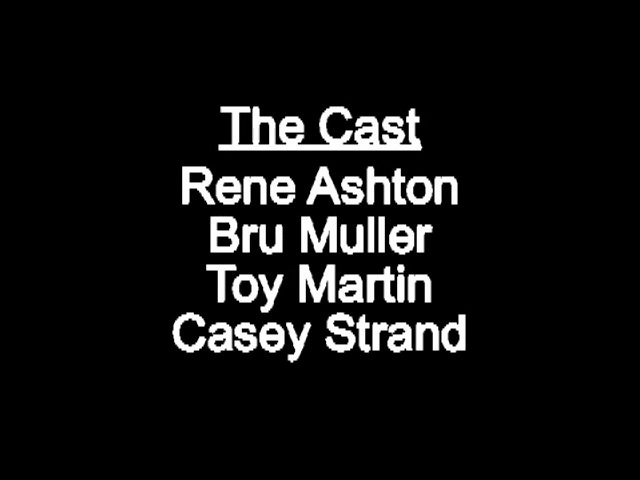 The Cast
Rene Ashton
Bru Muller
Toy Martin
Casey Strand